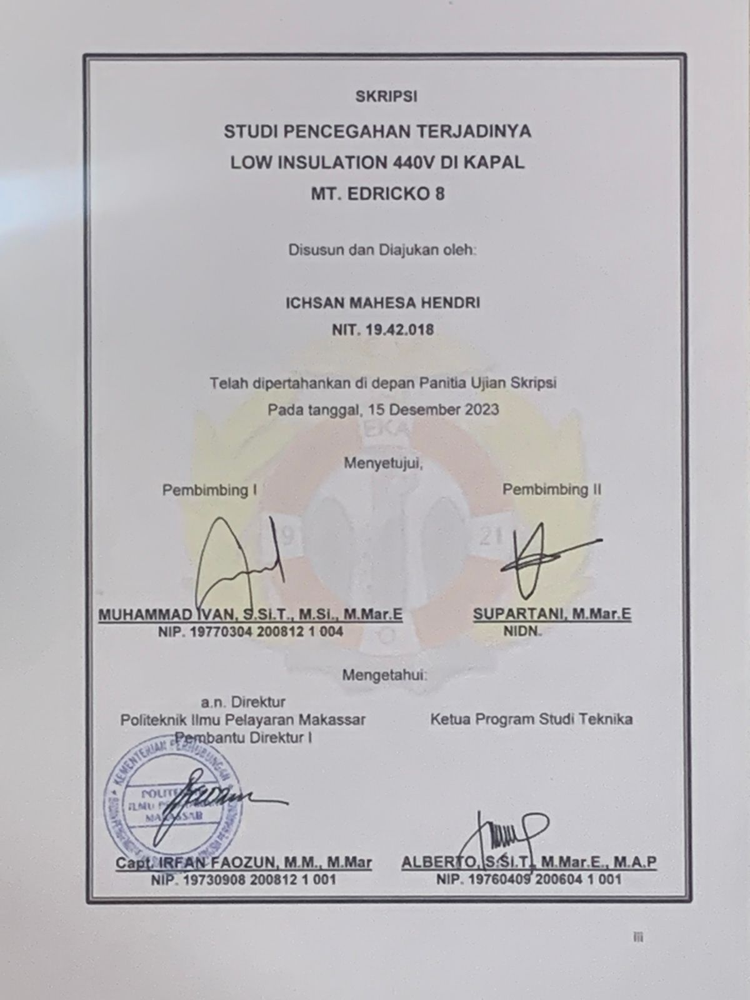 SKRIPSI
STUDI PENCEGAHAN TERJADINYA
LOW INSULATION 440V DI KAPAL
MT. EDRICKO 8
Disusun dan Diajukan oleh:
ICHSAN MAHESA HENDRI
NIT. 19.42.018
Telah dipertahankan di depan Panitia Ujian Skripsi
Pada tanggal, 15 Desember 2023
EKA
Menyetujui,
Pembimbing I
Pembimbing II
19
21
MUHAMMAD IVAN, S.Si.T., M.Si., M.Mar.E
NIP. 19770304 200812 1 004
SUPARTANI, M.Mar.E
NIDN.
Mengetahui:
a.n. Direktur
Politeknik Ilmu Pelayaran Makassar
Pembantu Direktur I
Ketua Program Studi Teknika
KEMENTERIAN PERHUBUNGAN
ILMU
MAKASSAR
Capt. IRFAN FAOZUN, M.M., M.Mar
NIP. 19730908 200812 1 001
ALBERTO, S.Si.T., M.Mar.E., M.A.P
NIP. 19760409 200604 1 001
iii